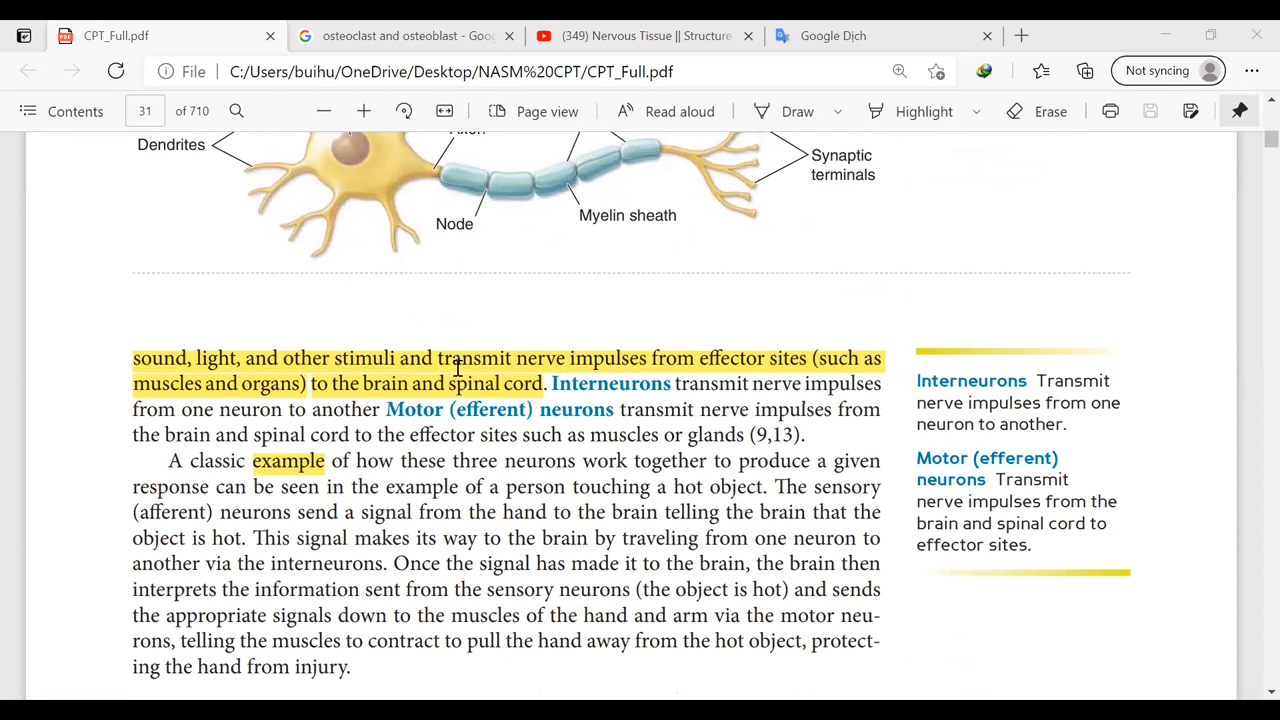 CPT_Full.pdf
osteoclast and osteoblast - Goog
(349) Nervous Tissue || Structure
Google Dịch
File
C:/Users/buihu/OneDrive/Desktop/NASM%20CPT/CPT_Full.pdf
Not syncing
Contents
31
of 710
Page view
Read aloud
Draw
Highlight
Erase
Axon
Dendrites
Synaptic
terminals
Node
Myelin sheath
sound, light, and other stimuli and transmit nerve impulses from effector sites (such as
muscles and organs) to the brain and spinal cord. Interneurons transmit nerve impulses
from one neuron to another Motor (efferent) neurons transmit nerve impulses from
the brain and spinal cord to the effector sites such as muscles or glands (9,13).
A classic example of how these three neurons work together to produce a given
response can be seen in the example of a person touching a hot object. The sensory
(afferent) neurons send a signal from the hand to the brain telling the brain that the
object is hot. This signal makes its way to the brain by traveling from one neuron to
another via the interneurons. Once the signal has made it to the brain, the brain then
interprets the information sent from the sensory neurons (the object is hot) and sends
the appropriate signals down to the muscles of the hand and arm via the motor neu-
rons, telling the muscles to contract to pull the hand away from the hot object, protect-
ing the hand from injury.
Interneurons Transmit
nerve impulses from one
neuron to another.
Motor (efferent)
neurons Transmit
nerve impulses from the
brain and spinal cord to
effector sites.